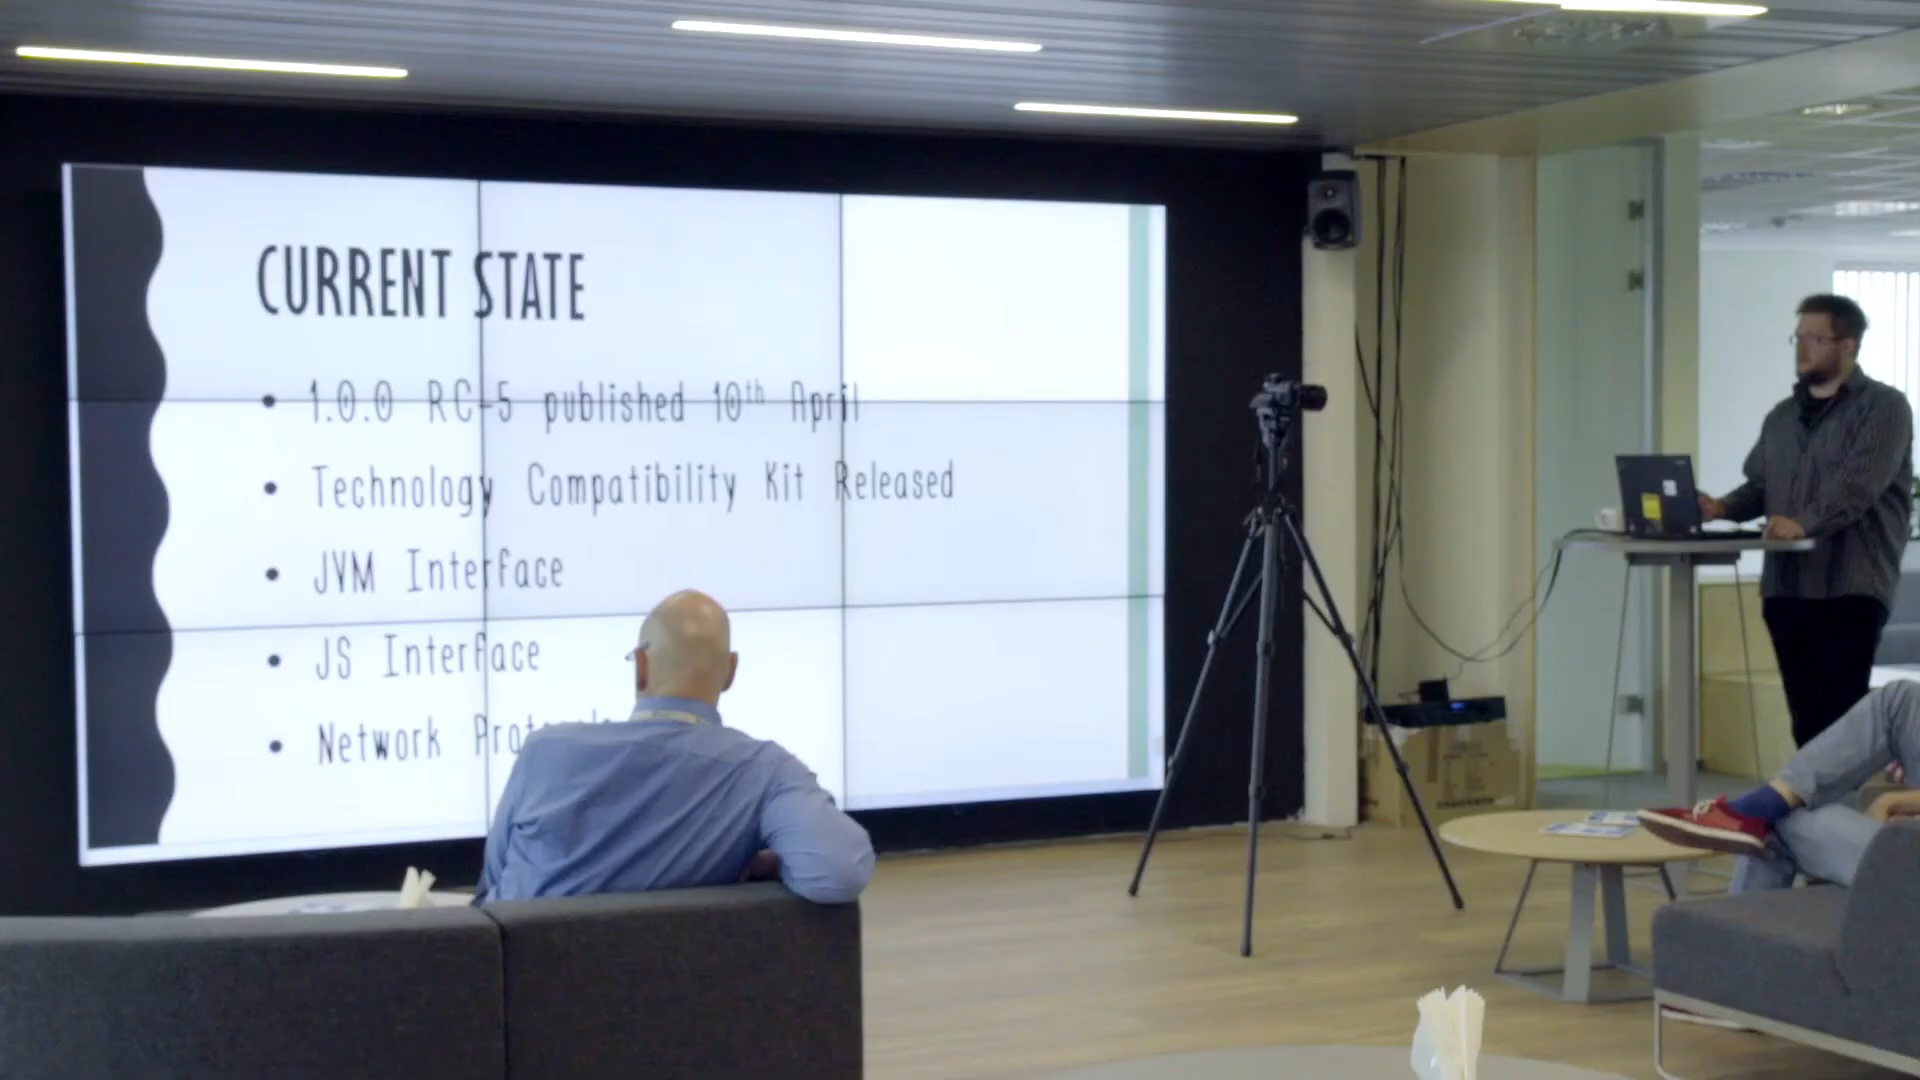 CURRENT STATE
• 1.0.0 RC-5 published 10th April
• Technology Compatibility Kit Released
• JVM Interface
• JS Interface
• Network